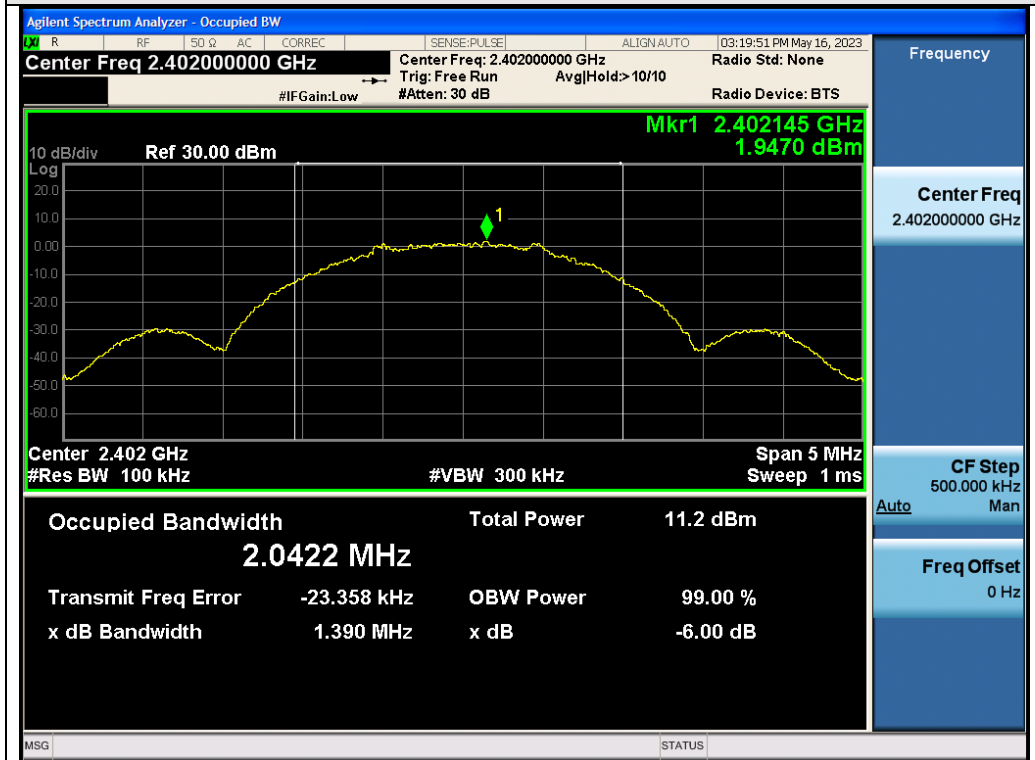 Agilent Spectrum Analyzer - Occupied BW
LXI R RF 50 Ω AC CORREC SENSE:PULSE ALIGN AUTO 03:19:51 PM May 16, 2023
Center Freq 2.402000000 GHz
Center Freq: 2.402000000 GHz
Radio Std: None
Trig: Free Run Avg|Hold:> 10/10
#IFGain:Low
#Atten: 30 dB
Radio Device: BTS
Mkr1 2.402145 GHz
1.9470 dBm
10 dB/div Ref 30.00 dBm
Log
20.0
10.0
0.00
-10.0
-20.0
-30.0
-40.0
-50.0
-60.0
1
Center 2.402 GHz
Span 5 MHz
#Res BW 100 kHz
#VBW 300 kHz
Sweep 1 ms
Occupied Bandwidth
Total Power 11.2 dBm
2.0422 MHz
Transmit Freq Error -23.358 kHz
OBW Power 99.00 %
x dB Bandwidth 1.390 MHz
x dB -6.00 dB
MSG
STATUS
Frequency
Center Freq
2.402000000 GHz
CF Step
500.000 kHz
Auto Man
Freq Offset
0 Hz